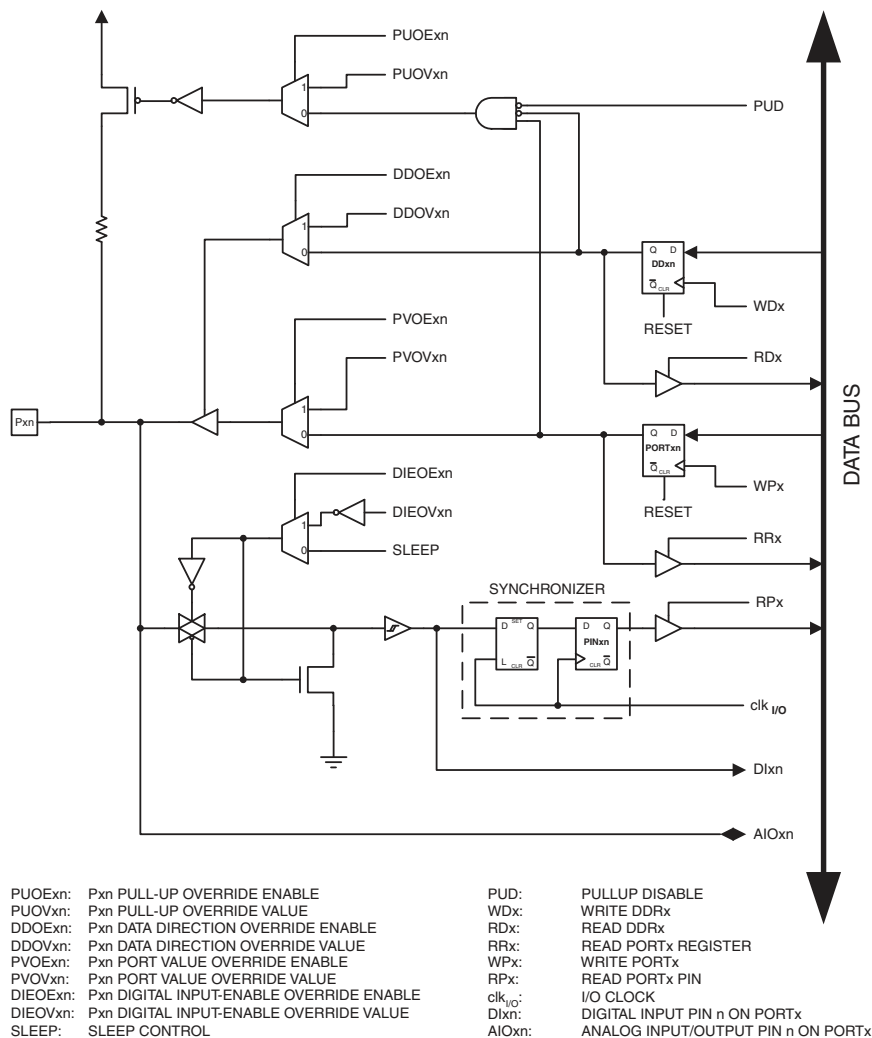 PUOExn
PUOVxn
1
0
PUD
DDOExn
DDOVxn
1
0
Q D
DDxn
Q CLR
WDx
RESET
RDx
PVOExn
PVOVxn
1
0
Pxn
Q D
PORTxn
Q CLR
WPx
RESET
RRx
DATA BUS
DIEOExn
DIEOVxn
1
0
SLEEP
SYNCHRONIZER
RPx
D SET Q
L CLR Q
D Q
PINxn
CLR Q
clk I/O
DIxn
AIOxn
PUOExn: Pxn PULL-UP OVERRIDE ENABLE
PUOVxn: Pxn PULL-UP OVERRIDE VALUE
DDOExn: Pxn DATA DIRECTION OVERRIDE ENABLE
DDOVxn: Pxn DATA DIRECTION OVERRIDE VALUE
PVOExn: Pxn PORT VALUE OVERRIDE ENABLE
PVOVxn: Pxn PORT VALUE OVERRIDE VALUE
DIEOExn: Pxn DIGITAL INPUT-ENABLE OVERRIDE ENABLE
DIEOVxn: Pxn DIGITAL INPUT-ENABLE OVERRIDE VALUE
SLEEP: SLEEP CONTROL
PUD: PULLUP DISABLE
WDx: WRITE DDRx
RDx: READ DDRx
RRx: READ PORTx REGISTER
WPx: WRITE PORTx
RPx: READ PORTx PIN
clkI/O: I/O CLOCK
DIxn: DIGITAL INPUT PIN n ON PORTx
AIOxn: ANALOG INPUT/OUTPUT PIN n ON PORTx